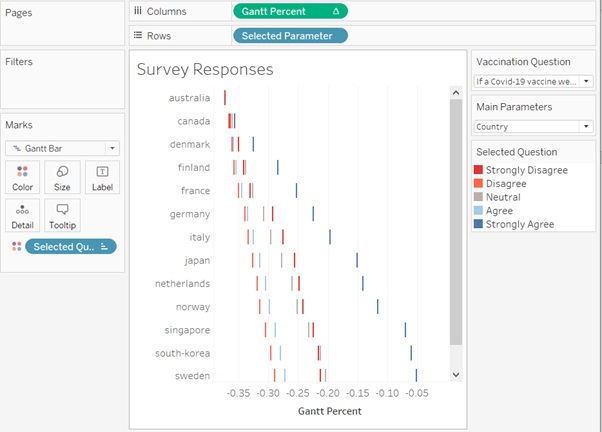 Pages
iii Columns
Gantt Percent Δ
Rows
Selected Parameter
Filters
Marks
Gantt Bar
Color
Size
Label
Detail
Tooltip
Selected Qu..
Survey Responses
australia
canada
denmark
finland
france
germany
italy
japan
netherlands
norway
singapore
south-korea
sweden
-0.35 -0.30 -0.25 -0.20 -0.15 -0.10 -0.05
Gantt Percent
Vaccination Question
If a Covid-19 vaccine we...
Main Parameters
Country
Selected Question
Strongly Disagree
Disagree
Neutral
Agree
Strongly Agree